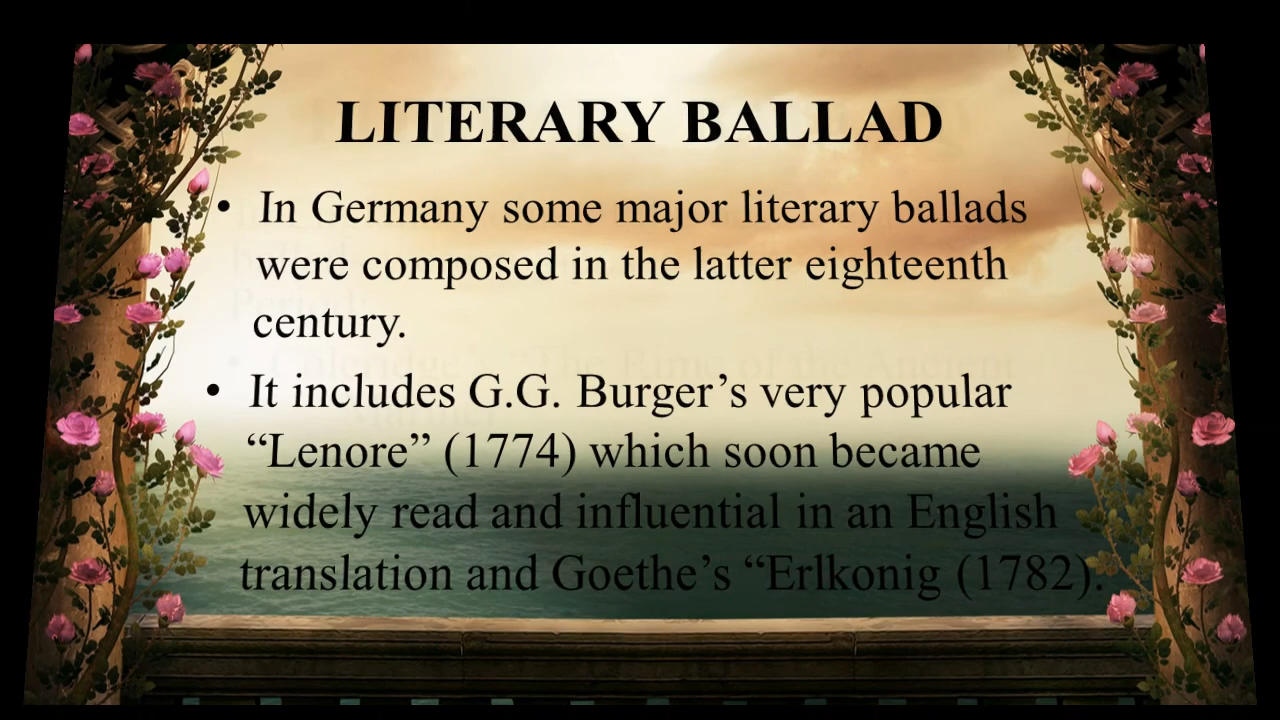 LITERARY BALLAD
• In Germany some major literary ballads
were composed in the latter eighteenth
century.
• It includes G.G. Burger’s very popular
“Lenore” (1774) which soon became
widely read and influential in an English
translation and Goethe’s “Erlkonig (1782).